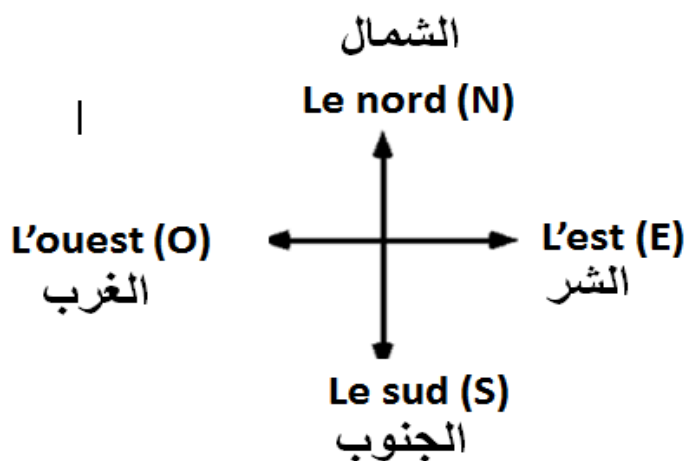 الشمال
Le nord (N)
L'ouest (O)
الغرب
L'est (E)
الشر
Le sud (S)
الجنوب